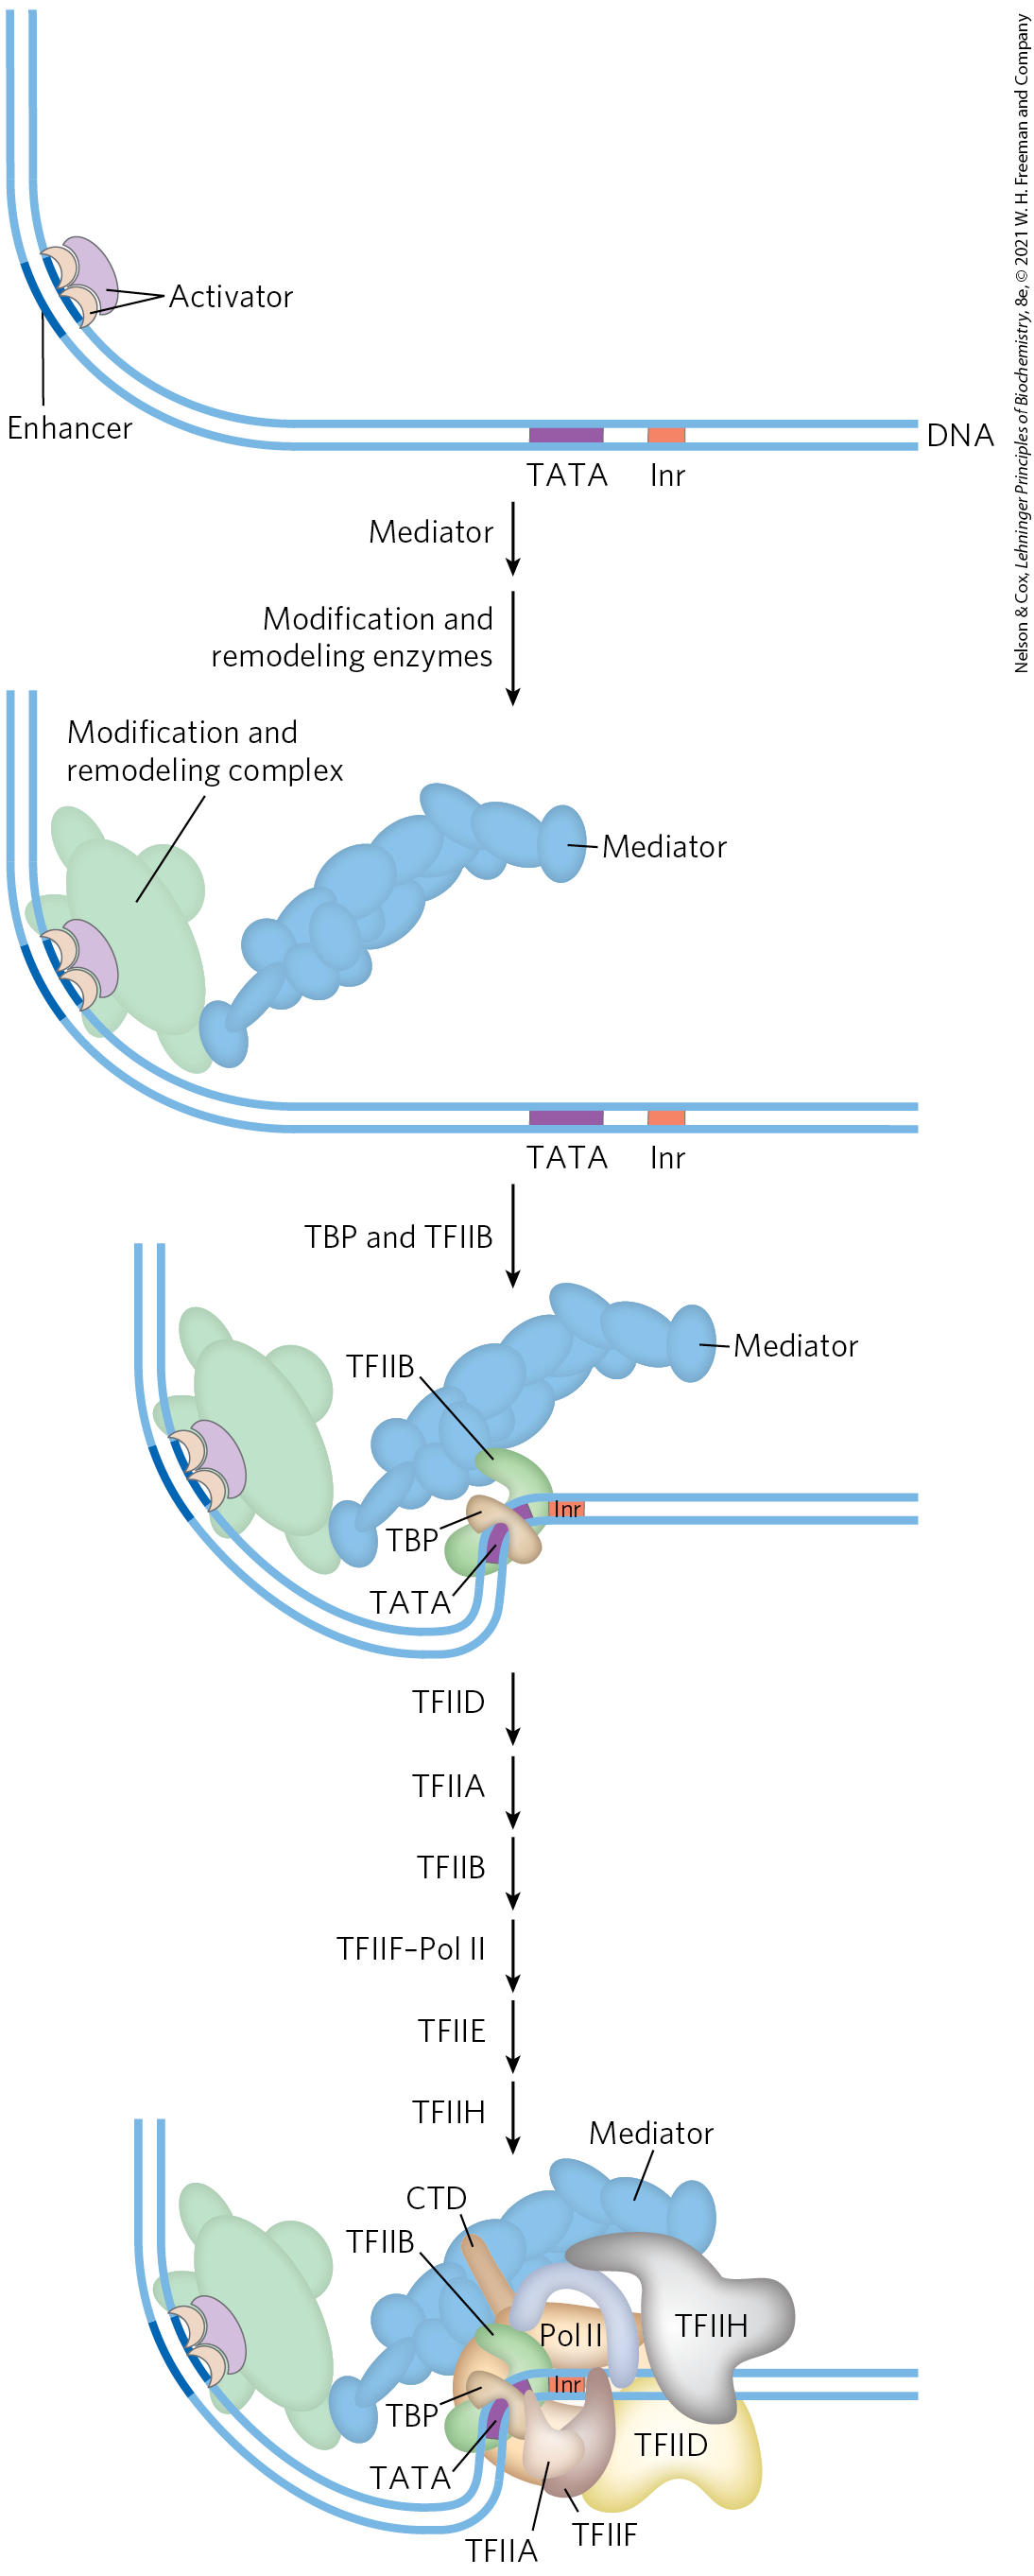 Nelson & Cox, Lehninger Principles of Biochemistry, 8e, © 2021 W. H. Freeman and Company
Activator
Enhancer
DNA
TATA Inr
Mediator
Modification and
remodeling enzymes
Modification and
remodeling complex
Mediator
TATA Inr
TBP and TFIIB
Mediator
TFIIB
Inr
TBP
TATA
TFIID
TFIIA
TFIIB
TFIIF–Pol II
TFIIE
TFIIH
Mediator
CTD
TFIIB
TFIIH
Pol II
Inr
TBP
TFIID
TATA
TFIIF
TFIIA